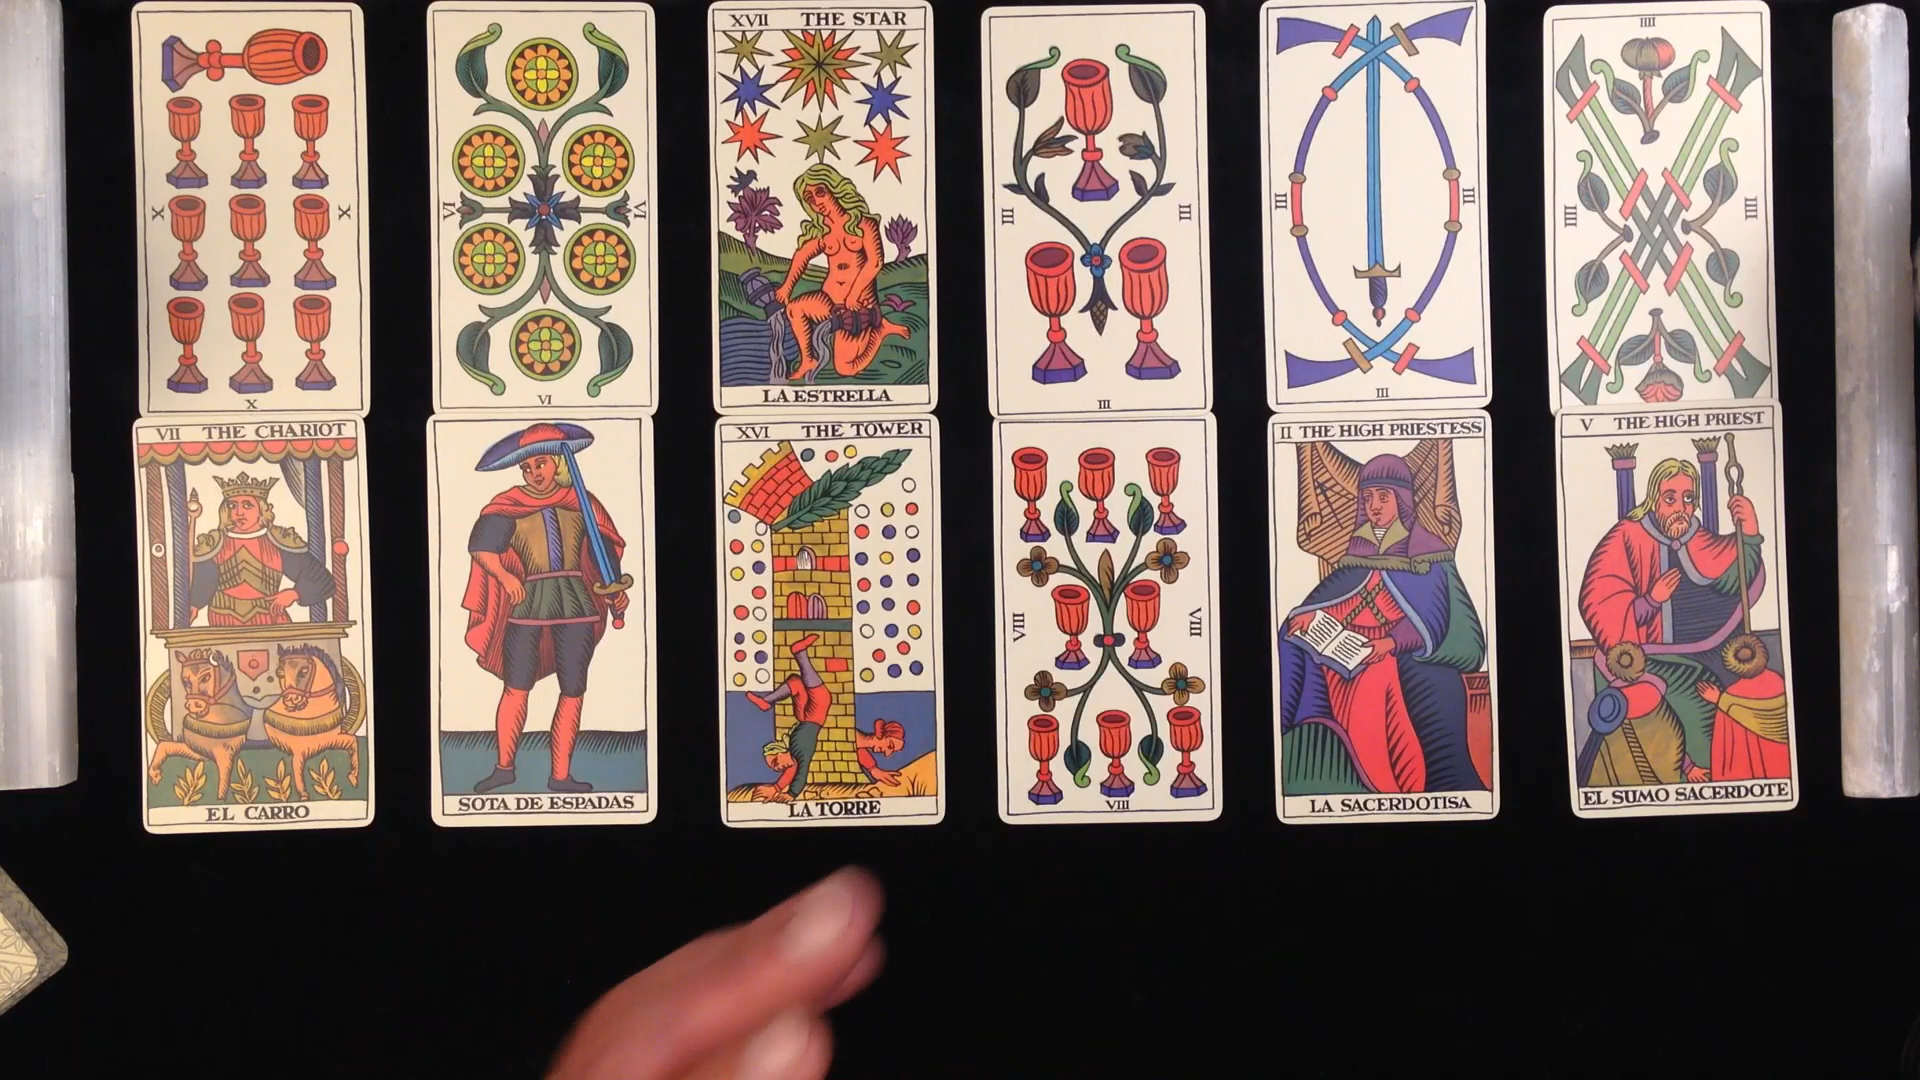 X
X
X
VI
VI
VI
XVII THE STAR
LA ESTRELLA
III
III
III
III
III
III
IIII
IIII
IIII
VII THE CHARIOT
EL CARRO
SOTA DE ESPADAS
XVI THE TOWER
LA TORRE
VIII
VIII
VIII
II THE HIGH PRIESTESS
LA SACERDOTISA
V THE HIGH PRIEST
EL SUMO SACERDOTE